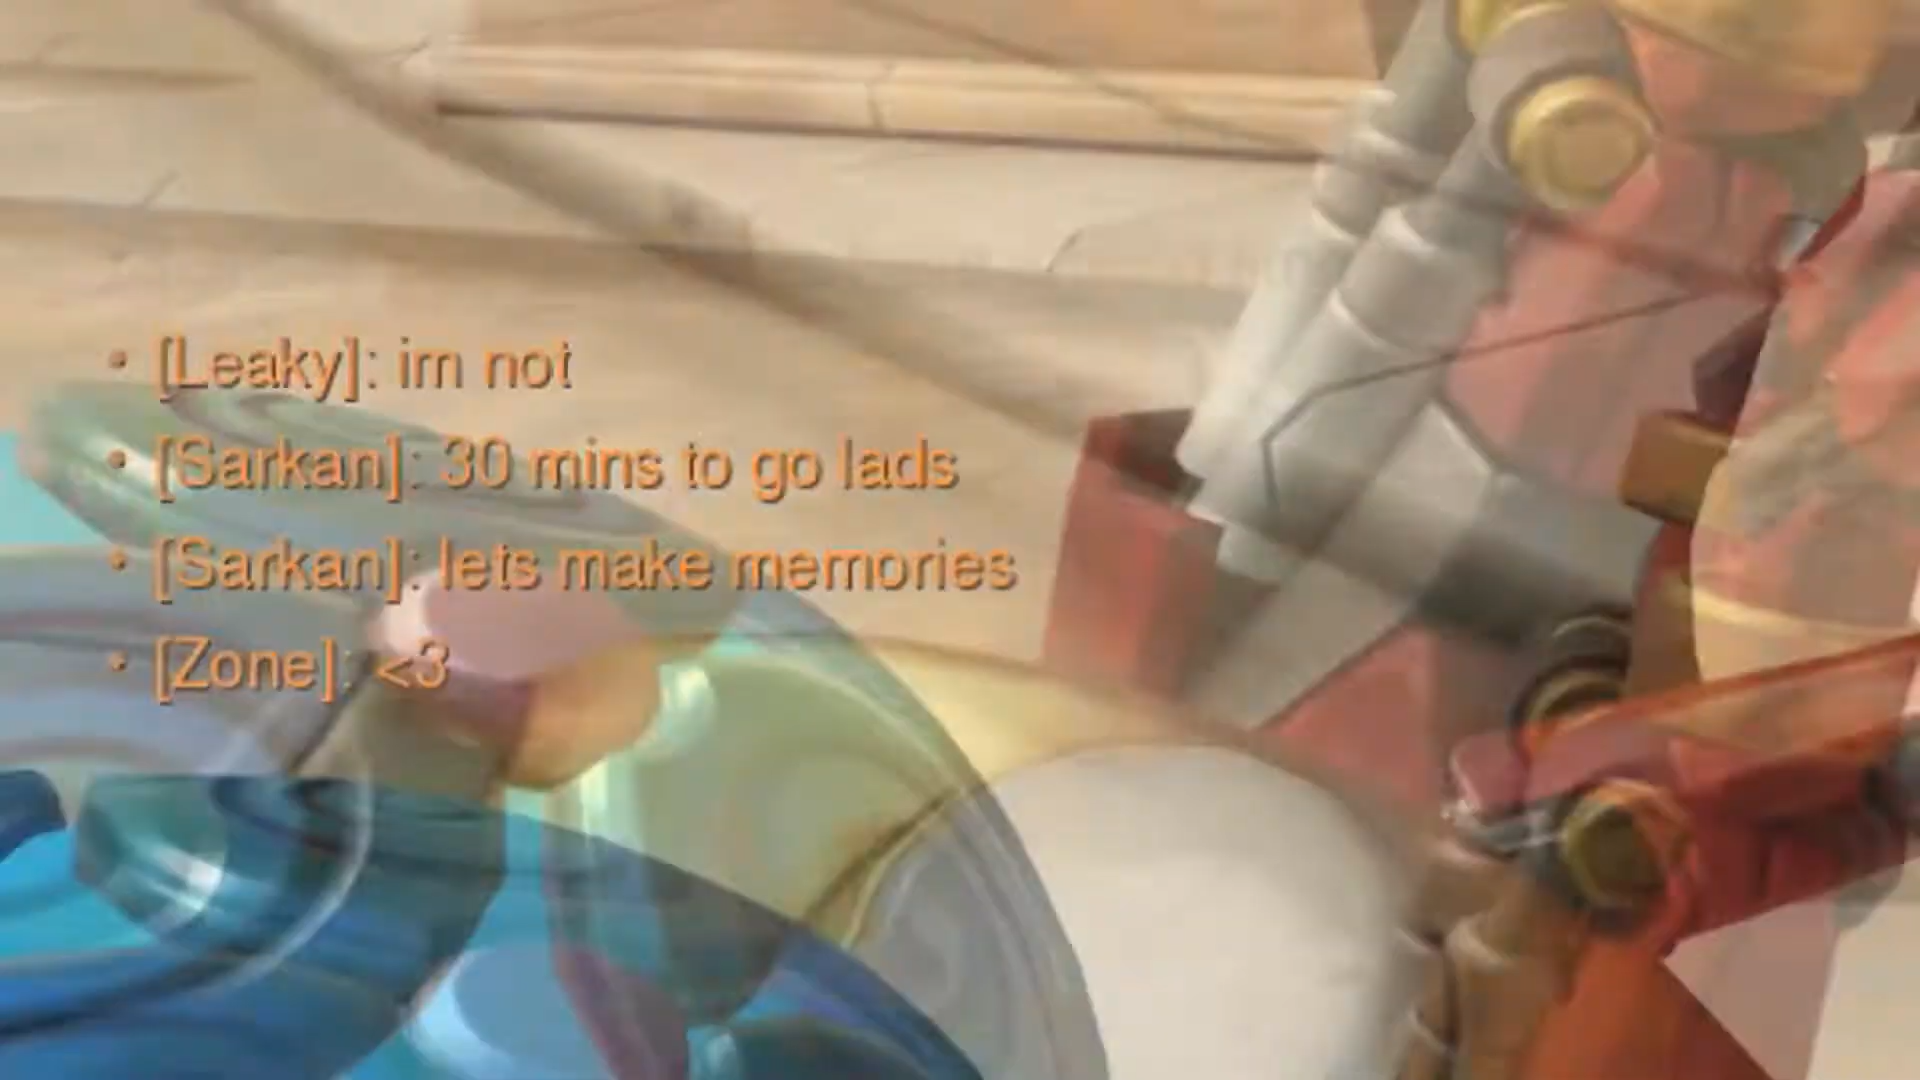 • [Leaky]: im not
• [Sarkan]: 30 mins to go lads
• [Sarkan]: lets make memories
• [Zone]: <3